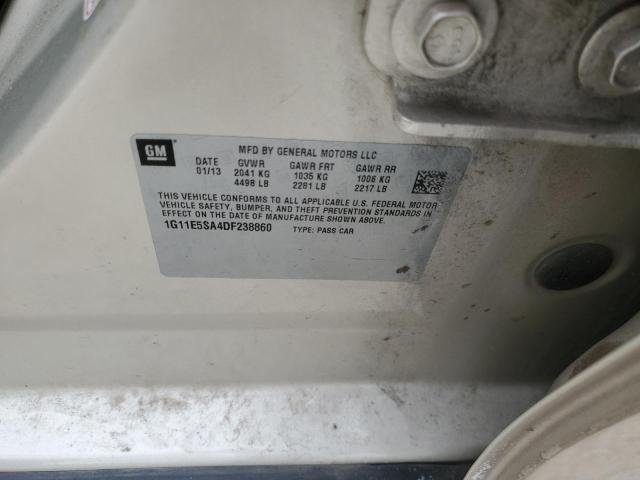 GM
MFD BY GENERAL MOTORS LLC
DATE GVWR GAWR FRT GAWR RR
01/13 2041 KG 1035 KG 1006 KG
4498 LB 2281 LB 2217 LB
THIS VEHICLE CONFORMS TO ALL APPLICABLE U.S. FEDERAL MOTOR
VEHICLE SAFETY, BUMPER, AND THEFT PREVENTION STANDARDS IN
EFFECT ON THE DATE OF MANUFACTURE SHOWN ABOVE.
1G11E5SA4DF238860 TYPE: PASS CAR